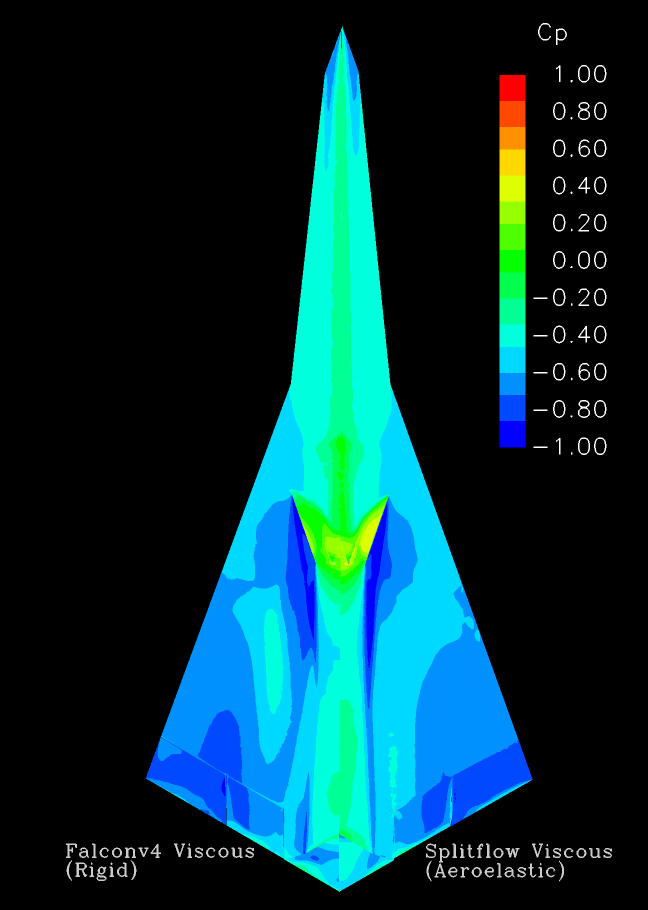 Cp
1.00
0.80
0.60
0.40
0.20
0.00
−0.20
−0.40
−0.60
−0.80
−1.00
Falconv4 Viscous
(Rigid)
Splitflow Viscous
(Aeroelastic)